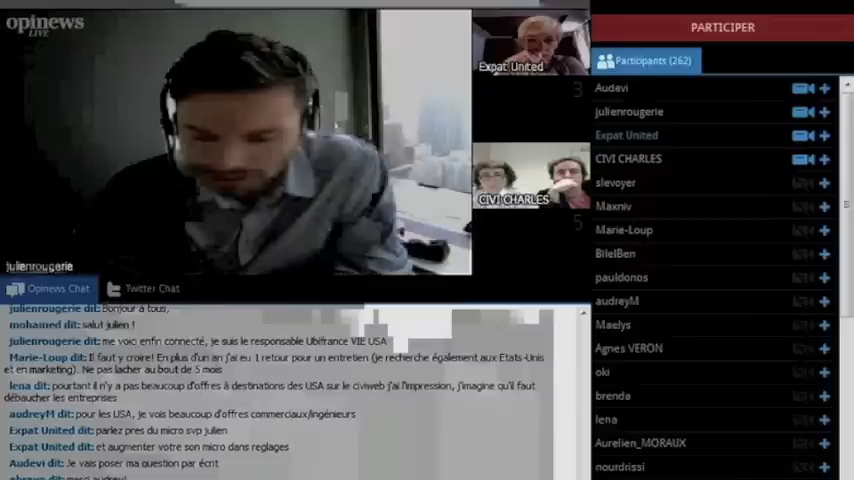 opinews
LIVE
PARTICIPER
Expat United
Participants (262)
3
Audevi
julienrougerie
Expat United
CIVI CHARLES
slevoyer
CIVI CHARLES
Maxniv
5
Marie-Loup
BilelBen
julienrougerie
pauldonos
Opinews Chat
Twitter Chat
audreyM
julienrougerie dit: Bonjour à tous,
mohamed dit: salut julien !
Maelys
julienrougerie dit: me voici enfin connecté, je suis le responsable Ubifrance VIE USA
Agnes VERON
Marie-Loup dit: Il faut y croire! En plus d'un an j'ai eu 1 retour pour un entretien (je recherche également aux Etats-Unis
et en marketing). Ne pas lacher au bout de 5 mois
oki
lena dit: pourtant il n'y a pas beaucoup d'offres à destinations des USA sur le civiweb j'ai l'impression, j'imagine qu'il faut
débaucher les entreprises
brenda
audreyM dit: pour les USA, je vois beaucoup d'offres commerciaux/ingénieurs
lena
Expat United dit: parlez pres du micro svp julien
Expat United dit: et augmenter votre son micro dans reglages
Aurelien_MORAUX
Audevi dit: Je vais poser ma question par écrit
nourdrissi